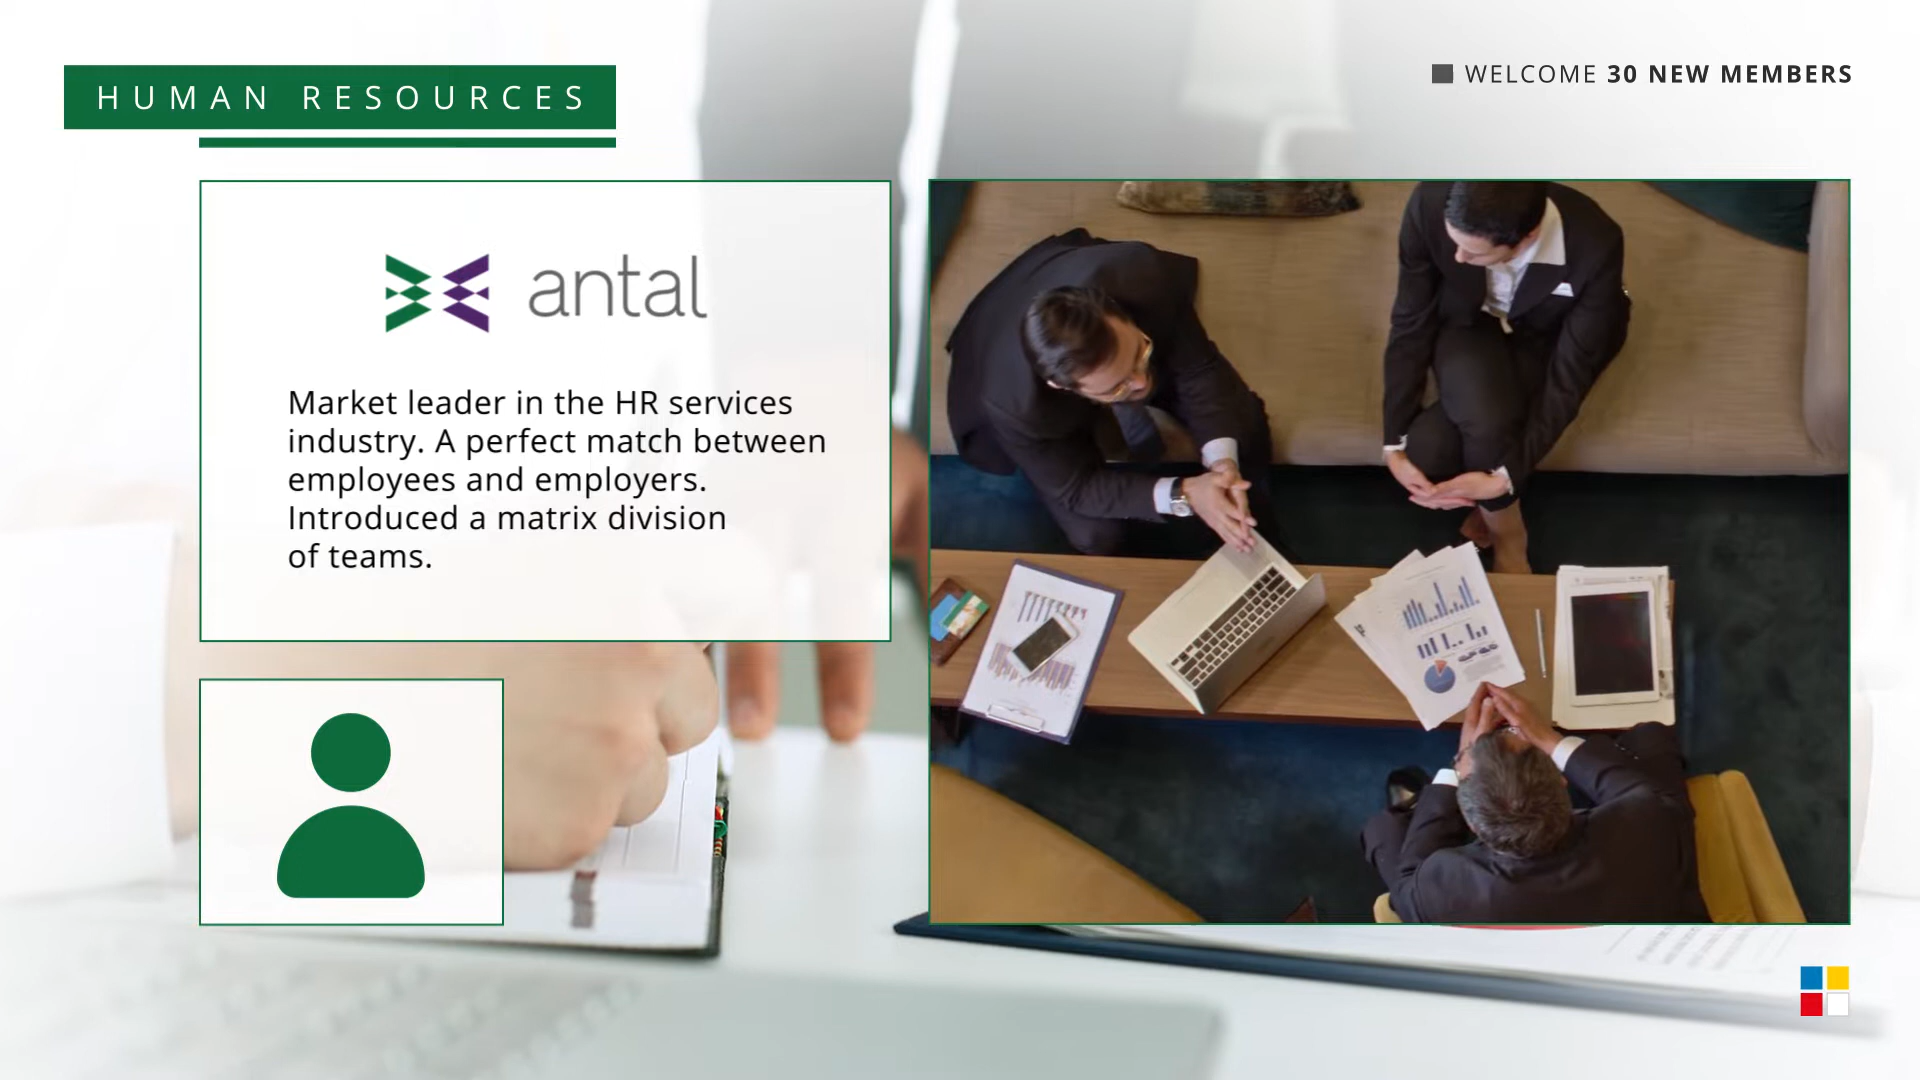 HUMAN RESOURCES
WELCOME 30 NEW MEMBERS
antal
Market leader in the HR services
industry. A perfect match between
employees and employers.
Introduced a matrix division
of teams.